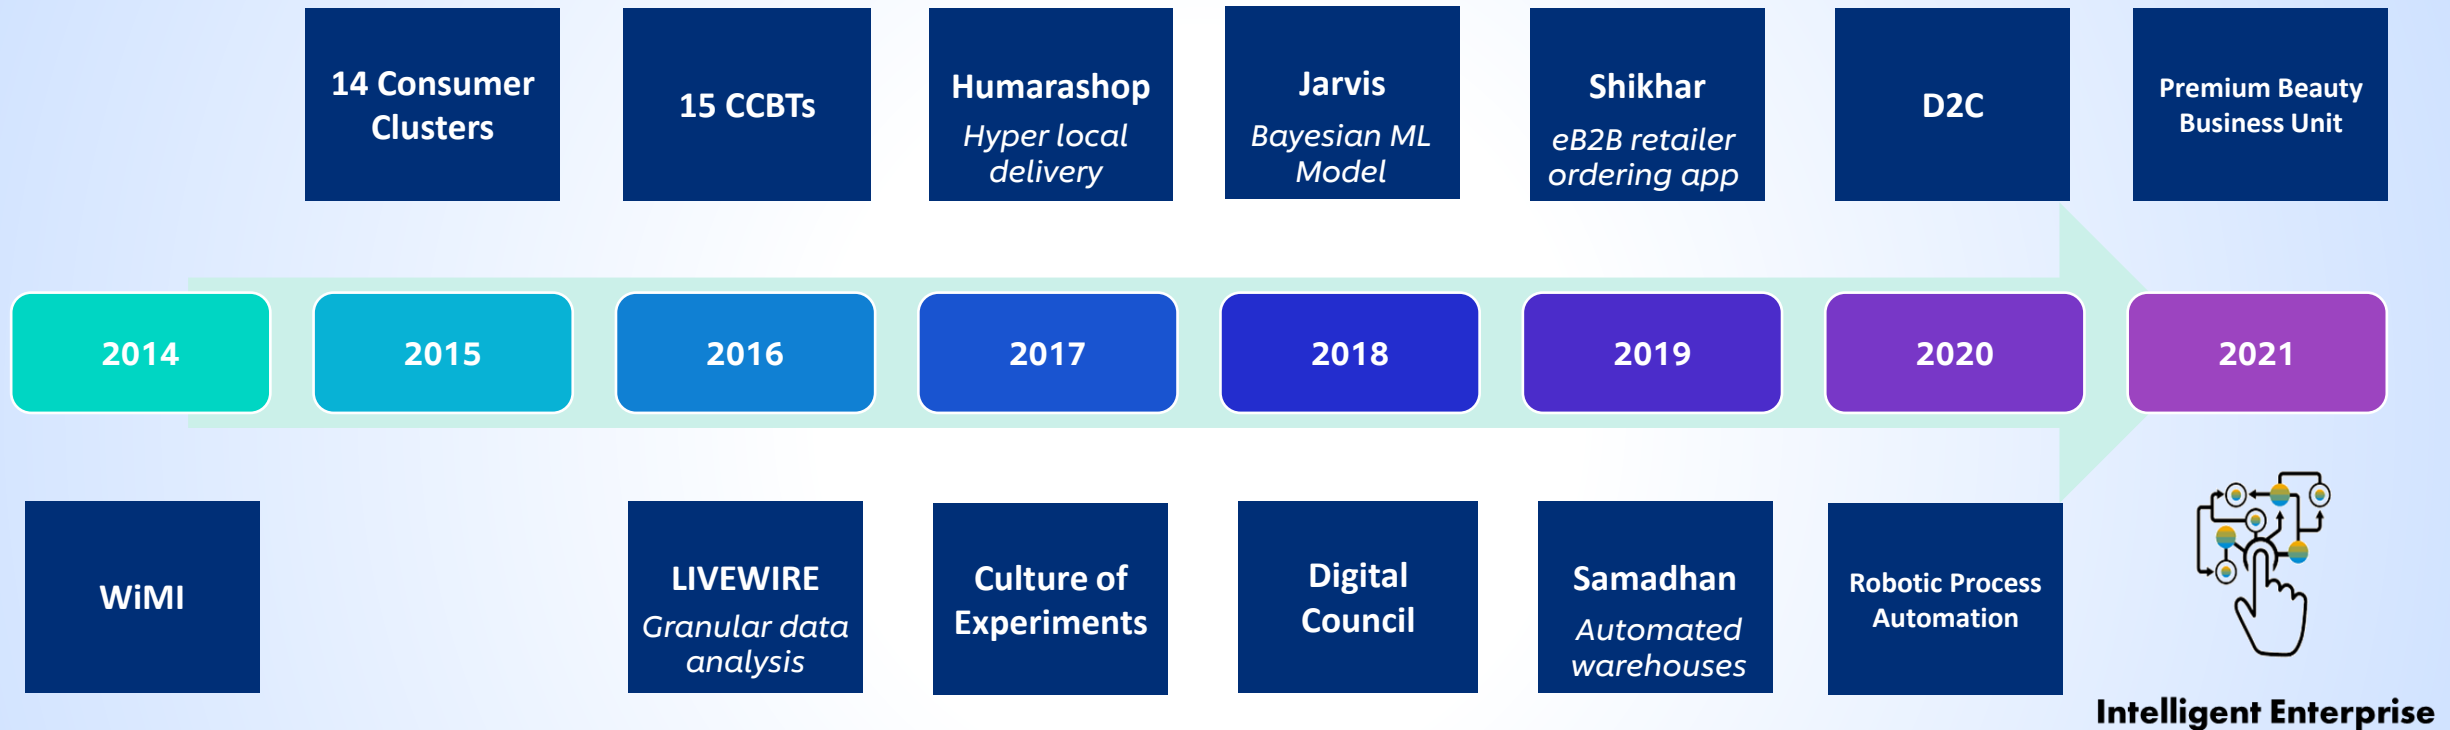 14 Consumer
Clusters
15 CCBTs
Humarashop
Hyper local
delivery
Jarvis
Bayesian ML
Model
Shikhar
eB2B retailer
ordering app
D2C
Premium Beauty
Business Unit
2014
2015
2016
2017
2018
2019
2020
2021
WiMI
LIVEWIRE
Granular data
analysis
Culture of
Experiments
Digital
Council
Samadhan
Automated
warehouses
Robotic Process
Automation
Intelligent Enterprise